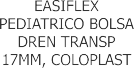 EASIFLEX
PEDIATRICO BOLSA
DREN TRANSP
17MM, COLOPLAST